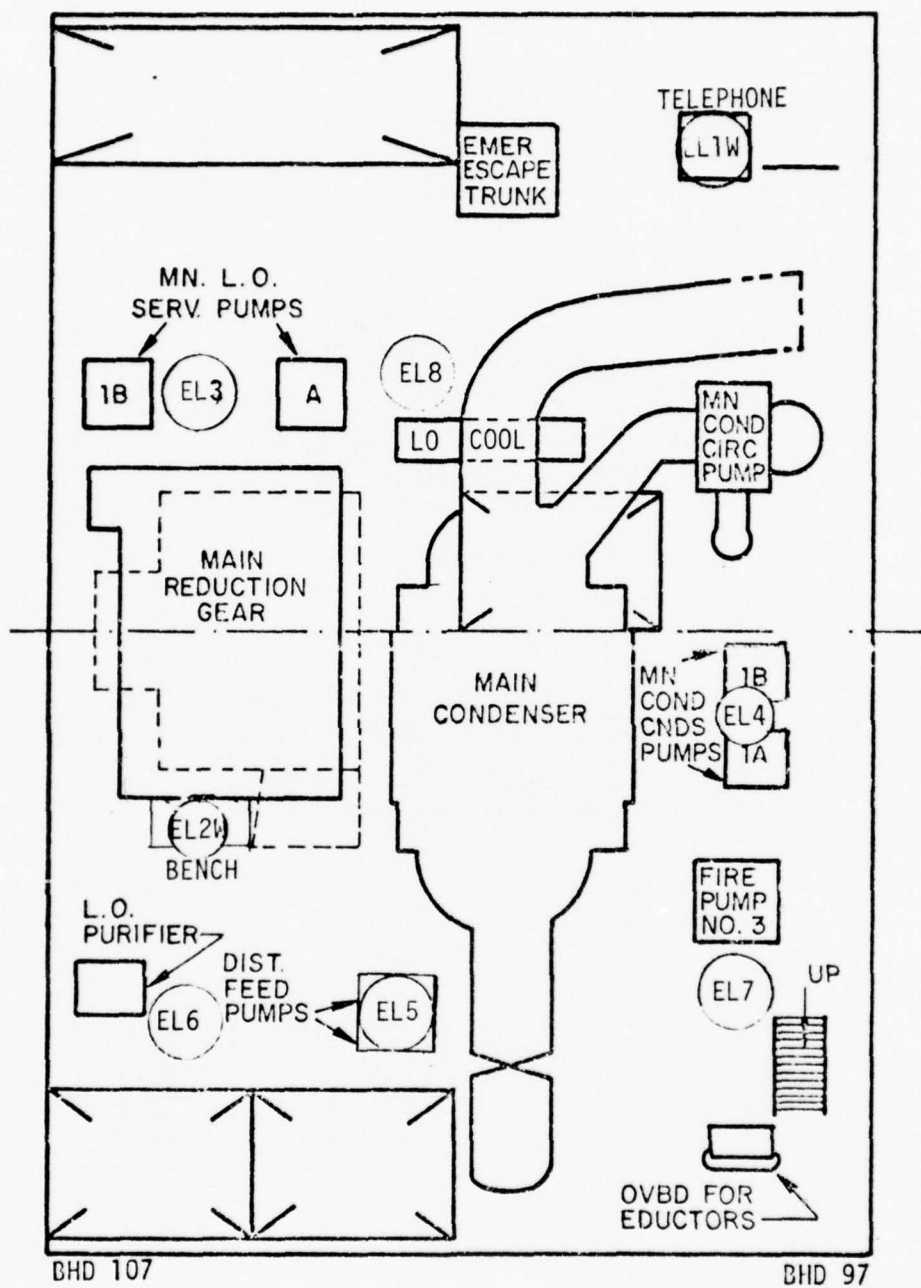 TELEPHONE
EL1W
EMER
ESCAPE
TRUNK
MN. L.O.
SERV. PUMPS
1B
EL3
A
EL8
LO COOL
MN
COND
CIRC
PUMP
MAIN
REDUCTION
GEAR
MAIN
CONDENSER
MN
COND
CNDS
PUMPS
1B
EL4
1A
EL2W
BENCH
FIRE
PUMP
NO. 3
L.O.
PURIFIER
DIST.
FEED
PUMPS
EL6
EL5
EL7
UP
OVBD FOR
EDUCTORS
BHD 107
BHD 97